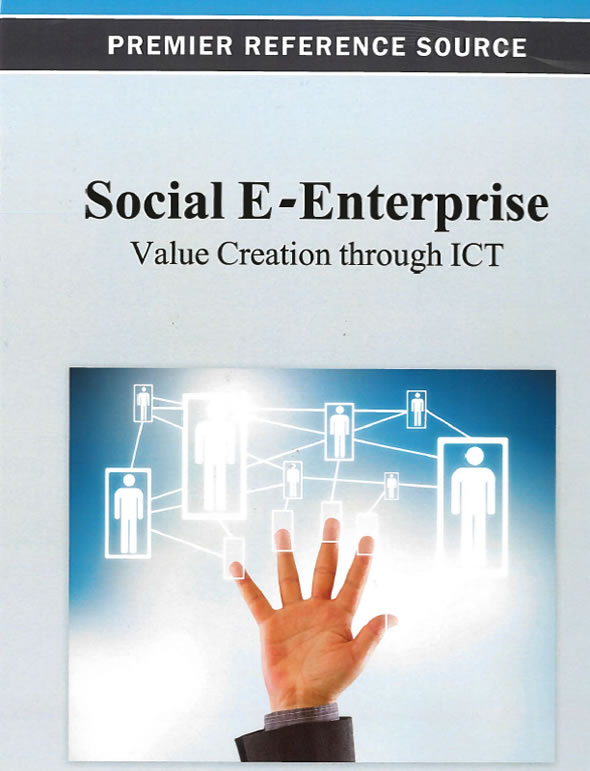 PREMIER REFERENCE SOURCE
Social E-Enterprise
Value Creation through ICT